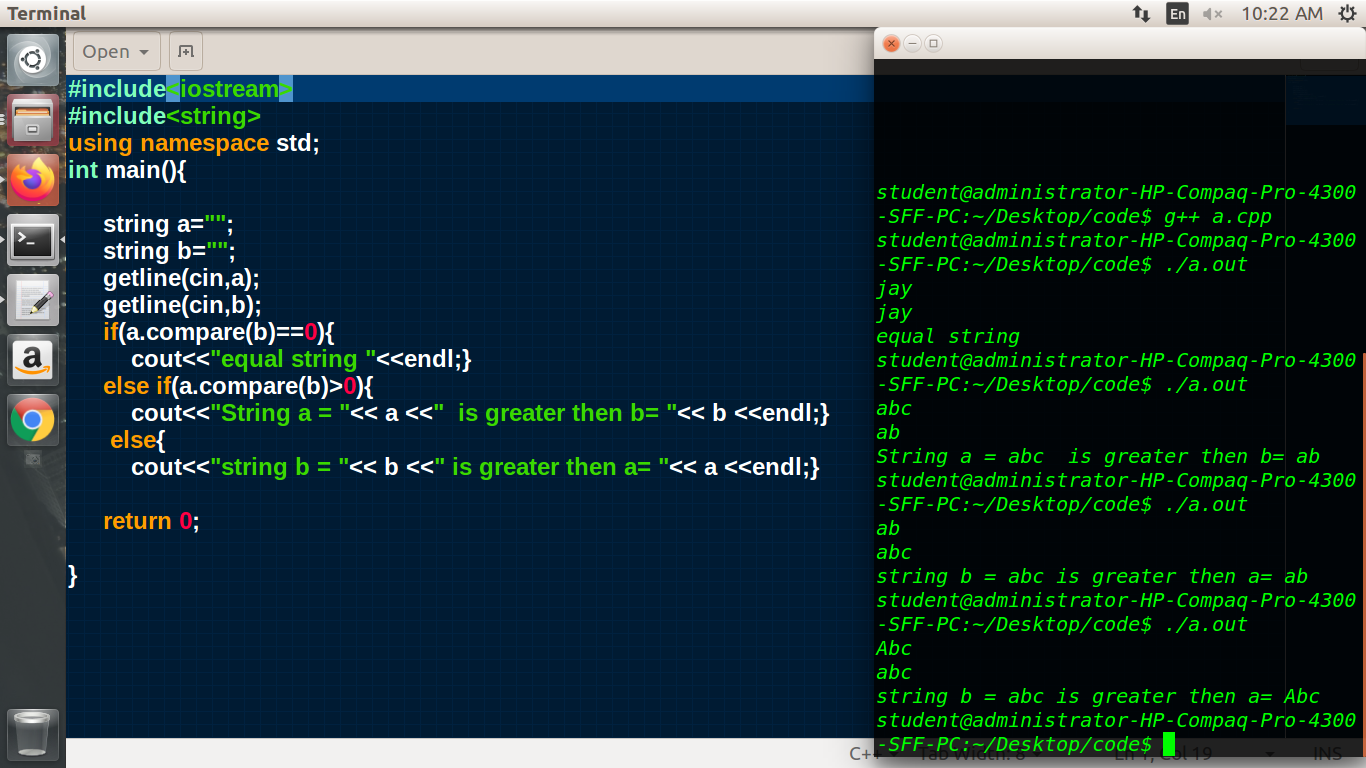 Terminal
En
10:22 AM
Open
#include<iostream>
#include<string>
using namespace std;
int main(){
string a="";
string b="";
getline(cin,a);
getline(cin,b);
if(a.compare(b)==0){
cout<<"equal string "<<endl;}
else if(a.compare(b)>0){
cout<<"String a = "<< a <<"  is greater then b= "<< b <<endl;}
else{
cout<<"string b = "<< b <<" is greater then a= "<< a <<endl;}
return 0;
}
student@administrator-HP-Compaq-Pro-4300
-SFF-PC:~/Desktop/code$ g++ a.cpp
student@administrator-HP-Compaq-Pro-4300
-SFF-PC:~/Desktop/code$ ./a.out
jay
jay
equal string
student@administrator-HP-Compaq-Pro-4300
-SFF-PC:~/Desktop/code$ ./a.out
abc
ab
String a = abc  is greater then b= ab
student@administrator-HP-Compaq-Pro-4300
-SFF-PC:~/Desktop/code$ ./a.out
ab
abc
string b = abc is greater then a= ab
student@administrator-HP-Compaq-Pro-4300
-SFF-PC:~/Desktop/code$ ./a.out
Abc
abc
string b = abc is greater then a= Abc
student@administrator-HP-Compaq-Pro-4300
-SFF-PC:~/Desktop/code$
C++ Tab Width: 8 Ln 1, Col 19 INS